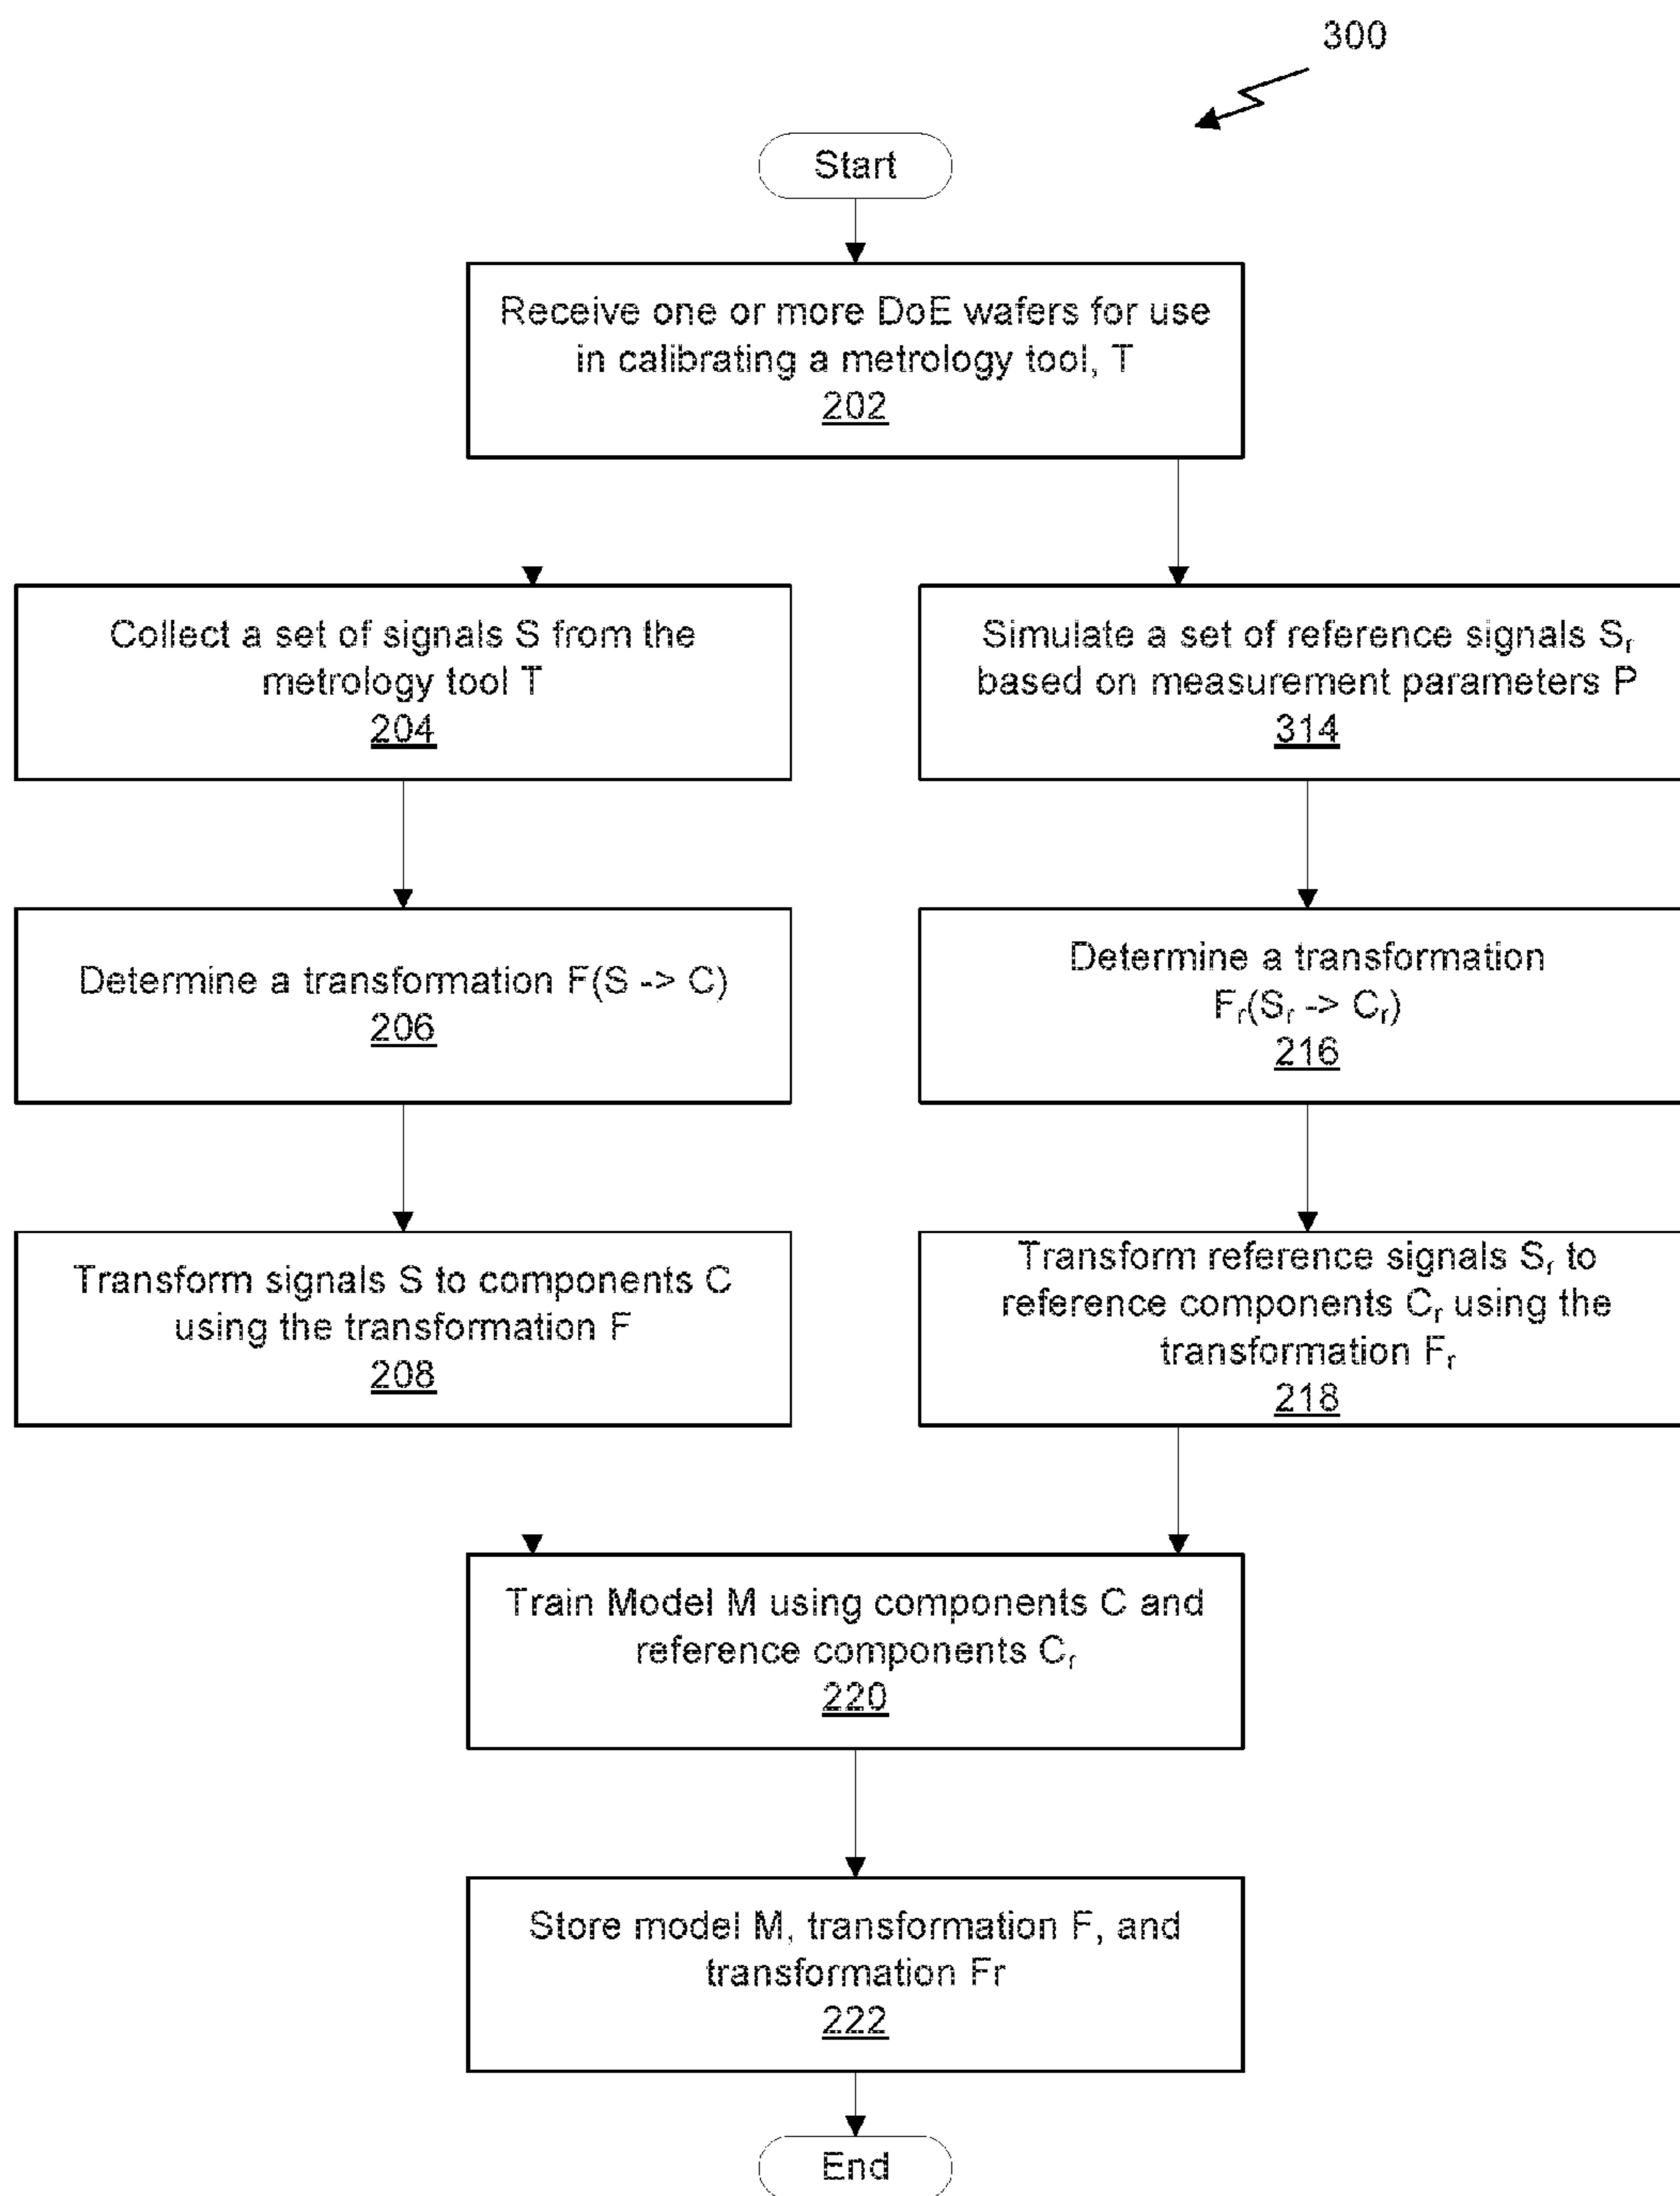 300
Start
Receive one or more DoE wafers for use
in calibrating a metrology tool, T
202
Collect a set of signals S from the
metrology tool T
204
Simulate a set of reference signals Sᵣ
based on measurement parameters P
314
Determine a transformation F(S -> C)
206
Determine a transformation
Fᵣ(Sᵣ -> Cᵣ)
216
Transform signals S to components C
using the transformation F
208
Transform reference signals Sᵣ to
reference components Cᵣ using the
transformation Fᵣ
218
Train Model M using components C and
reference components Cᵣ
220
Store model M, transformation F, and
transformation Fr
222
End